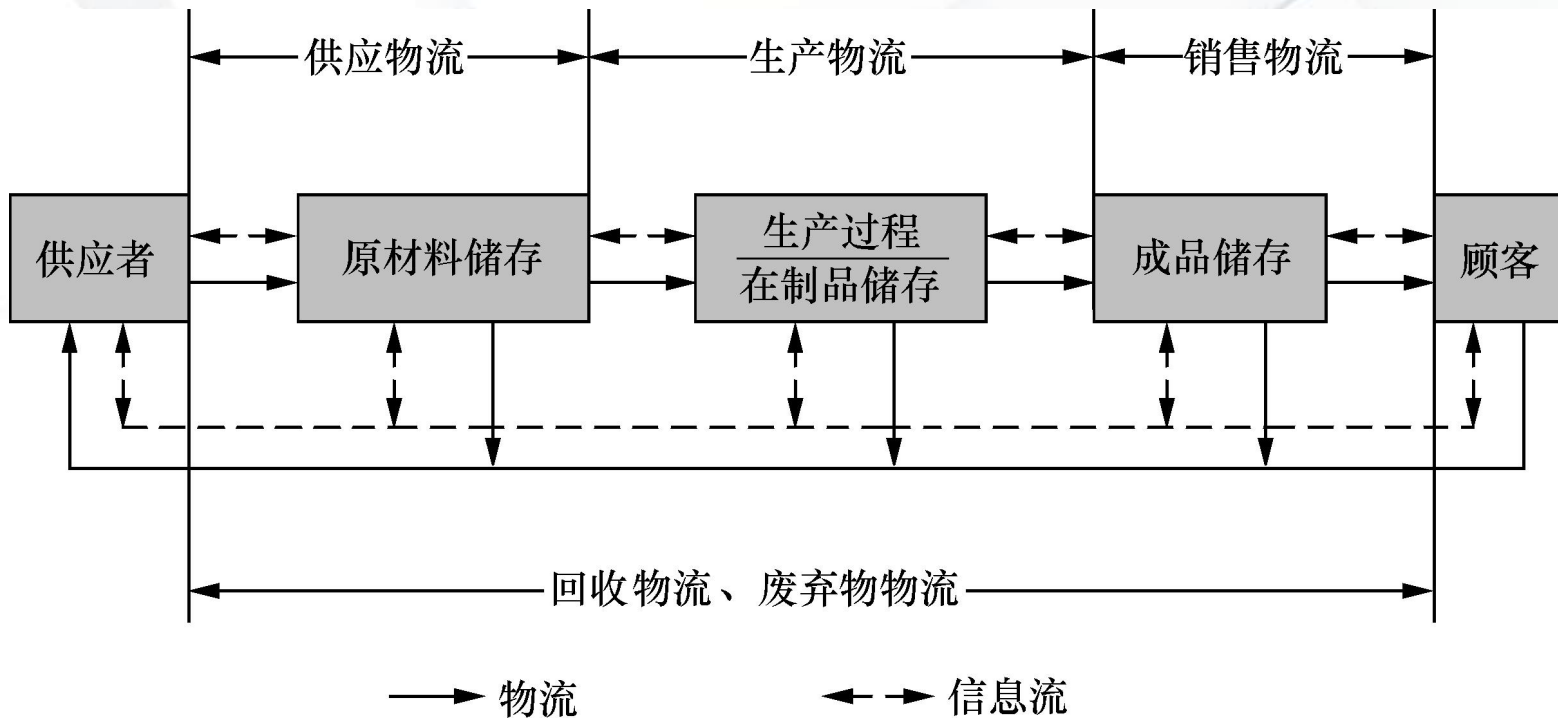 供应物流
生产物流
销售物流
供应者
原材料储存
生产过程
在制品储存
成品储存
顾客
回收物流、废弃物物流
物流
信息流